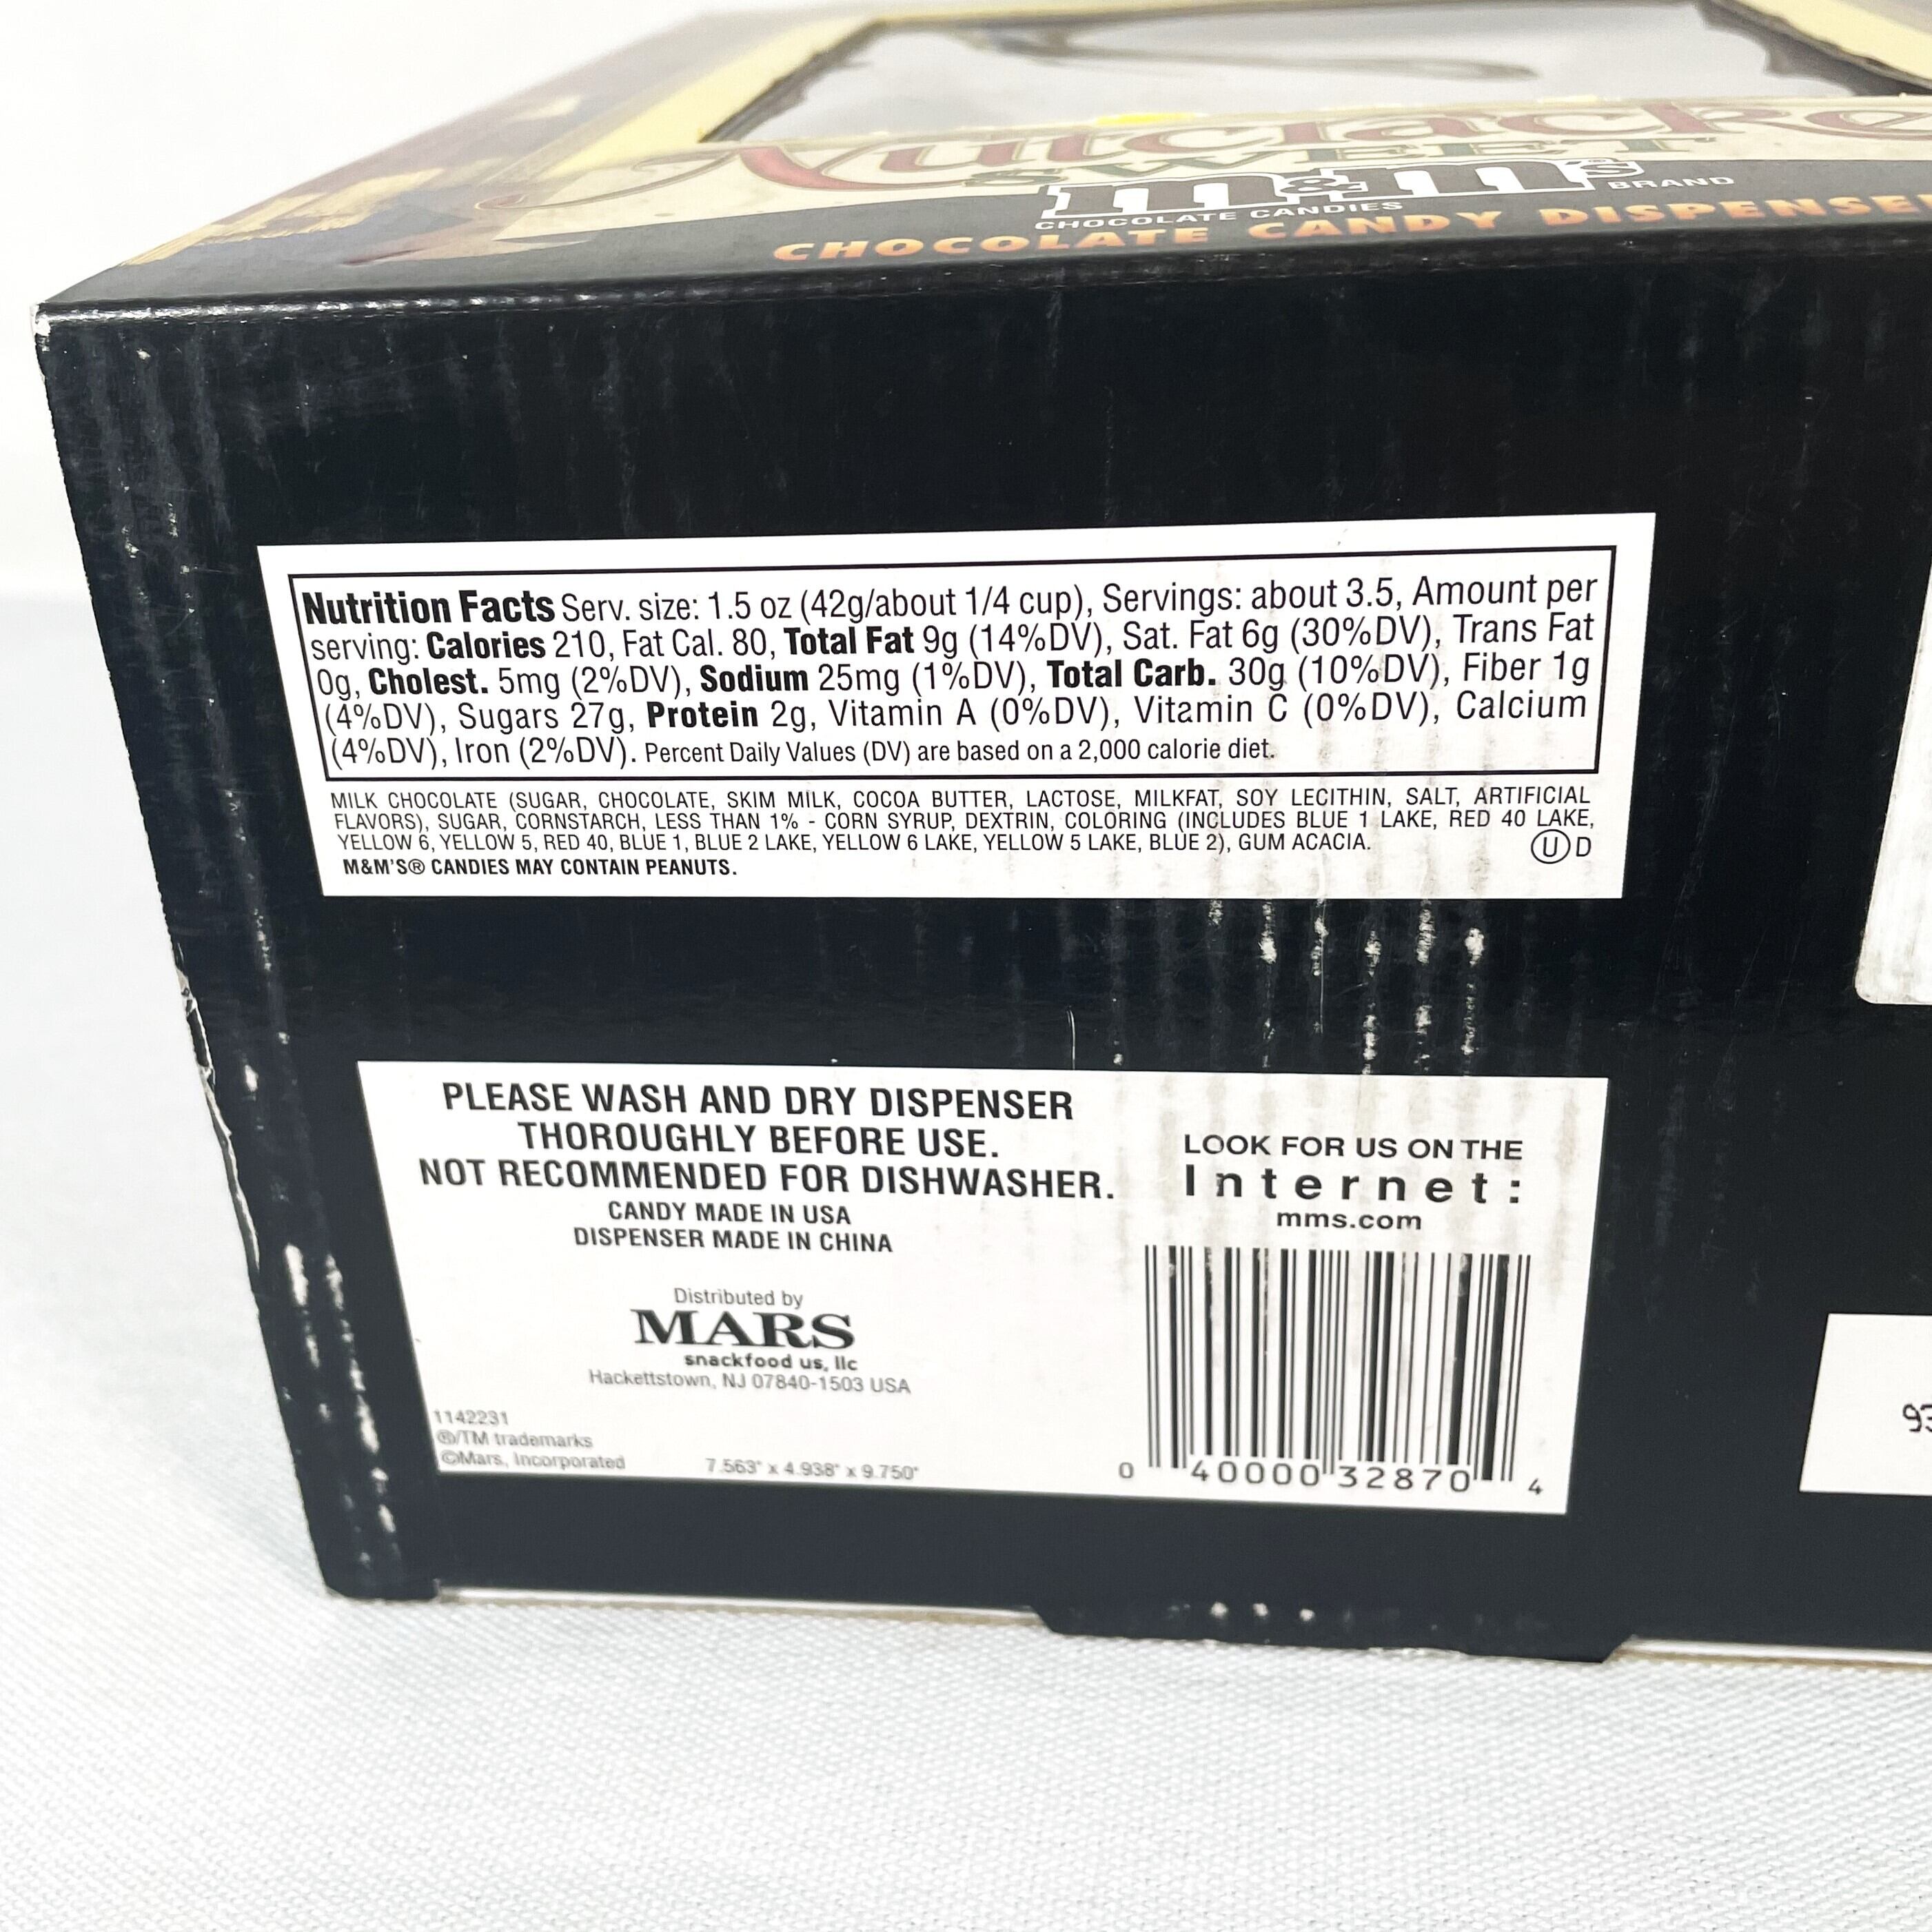 Nutcracke
SWEET
m&m's® BRAND
CHOCOLATE CANDIES
CHOCOLATE CANDY DISPENSE
Nutrition Facts Serv. size: 1.5 oz (42g/about 1/4 cup), Servings: about 3.5, Amount per
serving: Calories 210, Fat Cal. 80, Total Fat 9g (14%DV), Sat. Fat 6g (30%DV), Trans Fat
0g, Cholest. 5mg (2%DV), Sodium 25mg (1%DV), Total Carb. 30g (10%DV), Fiber 1g
(4%DV), Sugars 27g, Protein 2g, Vitamin A (0%DV), Vitamin C (0%DV), Calcium
(4%DV), Iron (2%DV). Percent Daily Values (DV) are based on a 2,000 calorie diet.
MILK CHOCOLATE (SUGAR, CHOCOLATE, SKIM MILK, COCOA BUTTER, LACTOSE, MILKFAT, SOY LECITHIN, SALT, ARTIFICIAL
FLAVORS), SUGAR, CORNSTARCH, LESS THAN 1% - CORN SYRUP, DEXTRIN, COLORING (INCLUDES BLUE 1 LAKE, RED 40 LAKE,
YELLOW 6, YELLOW 5, RED 40, BLUE 1, BLUE 2 LAKE, YELLOW 6 LAKE, YELLOW 5 LAKE, BLUE 2), GUM ACACIA.
U D
M&M'S® CANDIES MAY CONTAIN PEANUTS.
PLEASE WASH AND DRY DISPENSER
THOROUGHLY BEFORE USE.
NOT RECOMMENDED FOR DISHWASHER.
CANDY MADE IN USA
DISPENSER MADE IN CHINA
Distributed by
MARS
snackfood us, llc
Hackettstown, NJ 07840-1503 USA
1142231
®/TM trademarks
©Mars, Incorporated
7.563" x 4.938" x 9.750"
LOOK FOR US ON THE
Internet:
mms.com
0 40000 32870 4
93